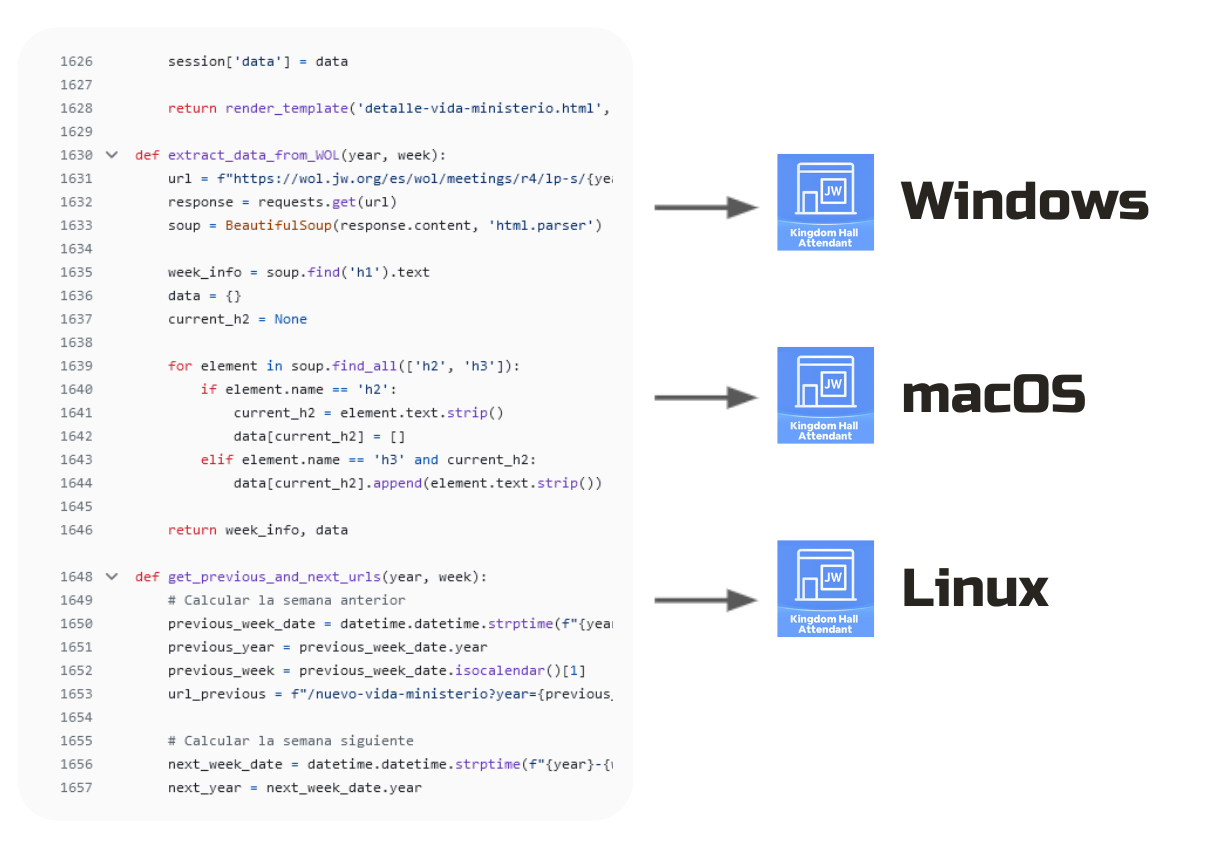 1626 session['data'] = data
1627
1628 return render_template('detalle-vida-ministerio.html',
1629
1630 def extract_data_from_WOL(year, week):
1631 url = f"https://wol.jw.org/es/wol/meetings/r4/lp-s/{yea
1632 response = requests.get(url)
1633 soup = BeautifulSoup(response.content, 'html.parser')
1634
1635 week_info = soup.find('h1').text
1636 data = {}
1637 current_h2 = None
1638
1639 for element in soup.find_all(['h2', 'h3']):
1640 if element.name == 'h2':
1641 current_h2 = element.text.strip()
1642 data[current_h2] = []
1643 elif element.name == 'h3' and current_h2:
1644 data[current_h2].append(element.text.strip())
1645
1646 return week_info, data
1648 def get_previous_and_next_urls(year, week):
1649 # Calcular la semana anterior
1650 previous_week_date = datetime.datetime.strptime(f"{year
1651 previous_year = previous_week_date.year
1652 previous_week = previous_week_date.isocalendar()[1]
1653 url_previous = f"/nuevo-vida-ministerio?year={previous_
1654
1655 # Calcular la semana siguiente
1656 next_week_date = datetime.datetime.strptime(f"{year}-{w
1657 next_year = next_week_date.year
JW
Kingdom Hall
Attendant
Windows
JW
Kingdom Hall
Attendant
macOS
JW
Kingdom Hall
Attendant
Linux